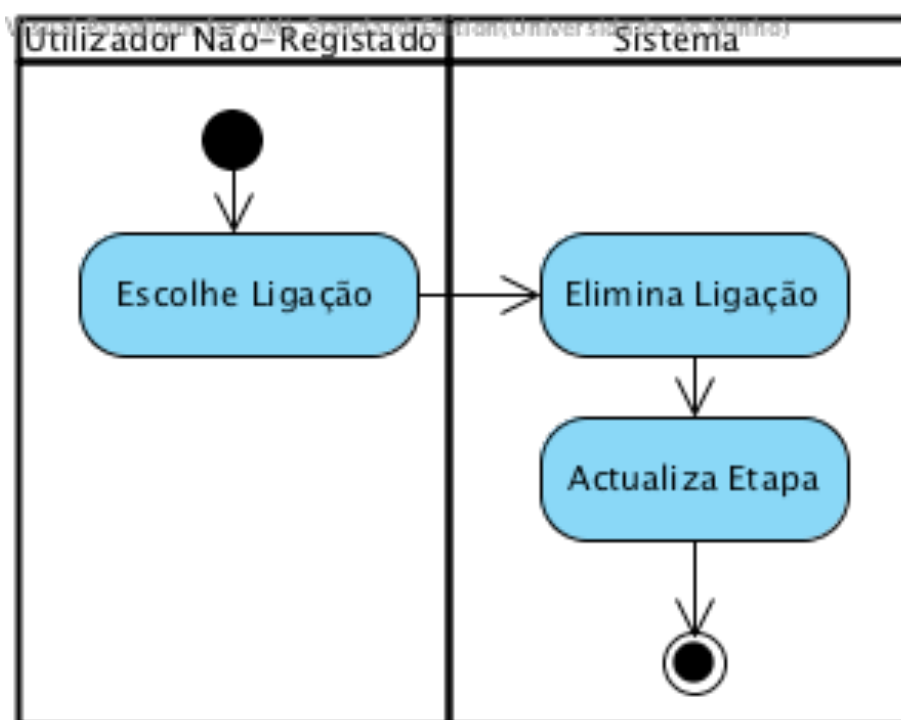 Utilizador Não-Registado
Sistema
Escolhe Ligação
Elimina Ligação
Actualiza Etapa